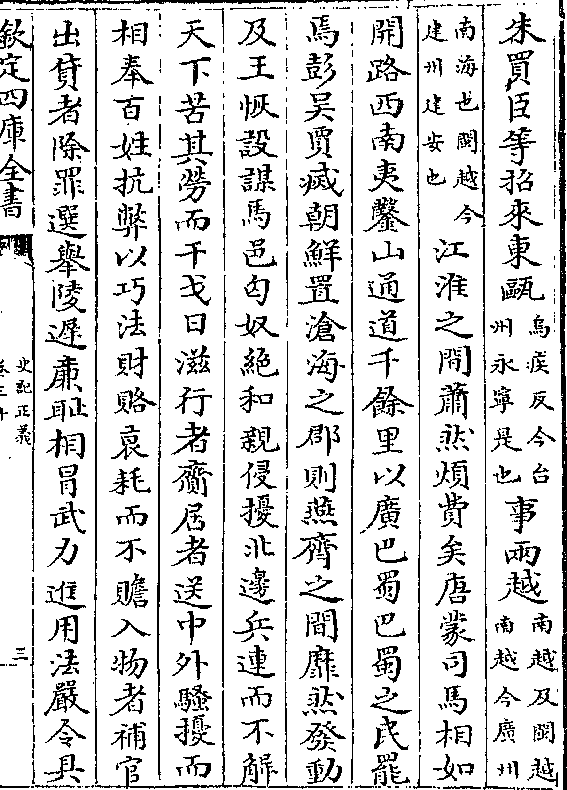 朱買臣等招來東甌烏疾反今台州永寧是也事兩越南越及閩越南越今廣州
南海也閩越今建州建安也江淮之間蕭然煩費矣唐蒙司馬相如
開路西南夷鑿山通道千餘里以廣巴蜀巴蜀之民罷
焉彭吳賈滅朝鮮置滄海之郡則燕齊之間靡然發動
及王恢設謀馬邑匈奴絶和親侵擾北邊兵連而不解
天下苦其勞而干戈日滋行者齎居者送中外騷擾而
相奉百姓抗弊以巧法財賂衰耗而不贍入物者補官
出貨者除罪選舉陵遲廉耻相冒武力進用法嚴令具
欽定四庫全書
史記正義
卷三十
三